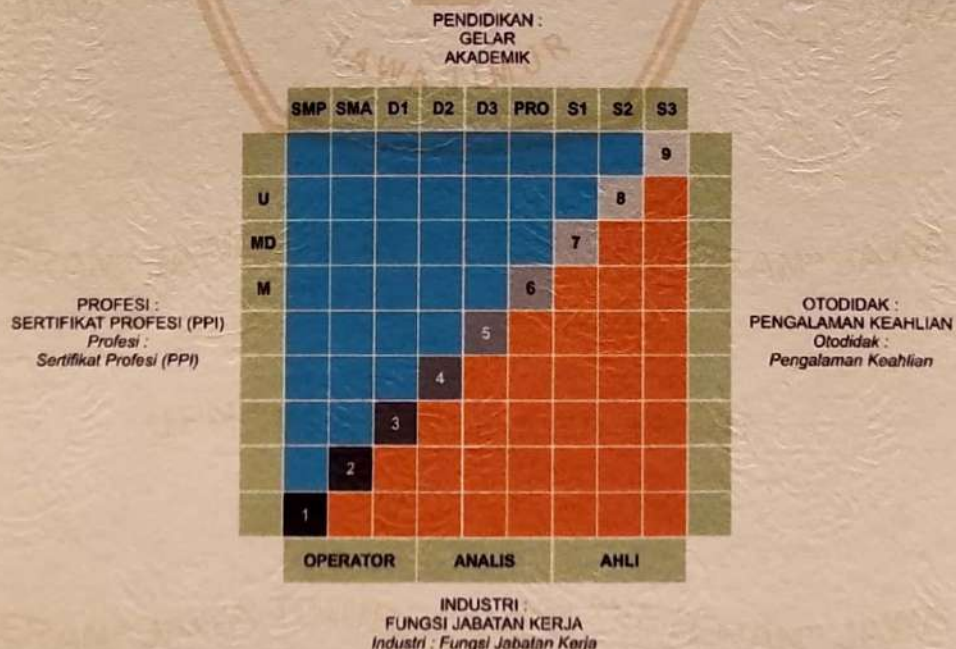 PENDIDIKAN :
GELAR
AKADEMIK
JAWA TIMUR
SMP SMA D1 D2 D3 PRO S1 S2 S3
9
U 8
MD 7
M 6
PROFESI :
SERTIFIKAT PROFESI (PPI)
Profesi :
Sertifikat Profesi (PPI)
OTODIDAK :
PENGALAMAN KEAHLIAN
Otodidak :
Pengalaman Keahlian
5
4
3
2
1
OPERATOR ANALIS AHLI
INDUSTRI :
FUNGSI JABATAN KERJA
Industri : Fungsi Jabatan Kerja